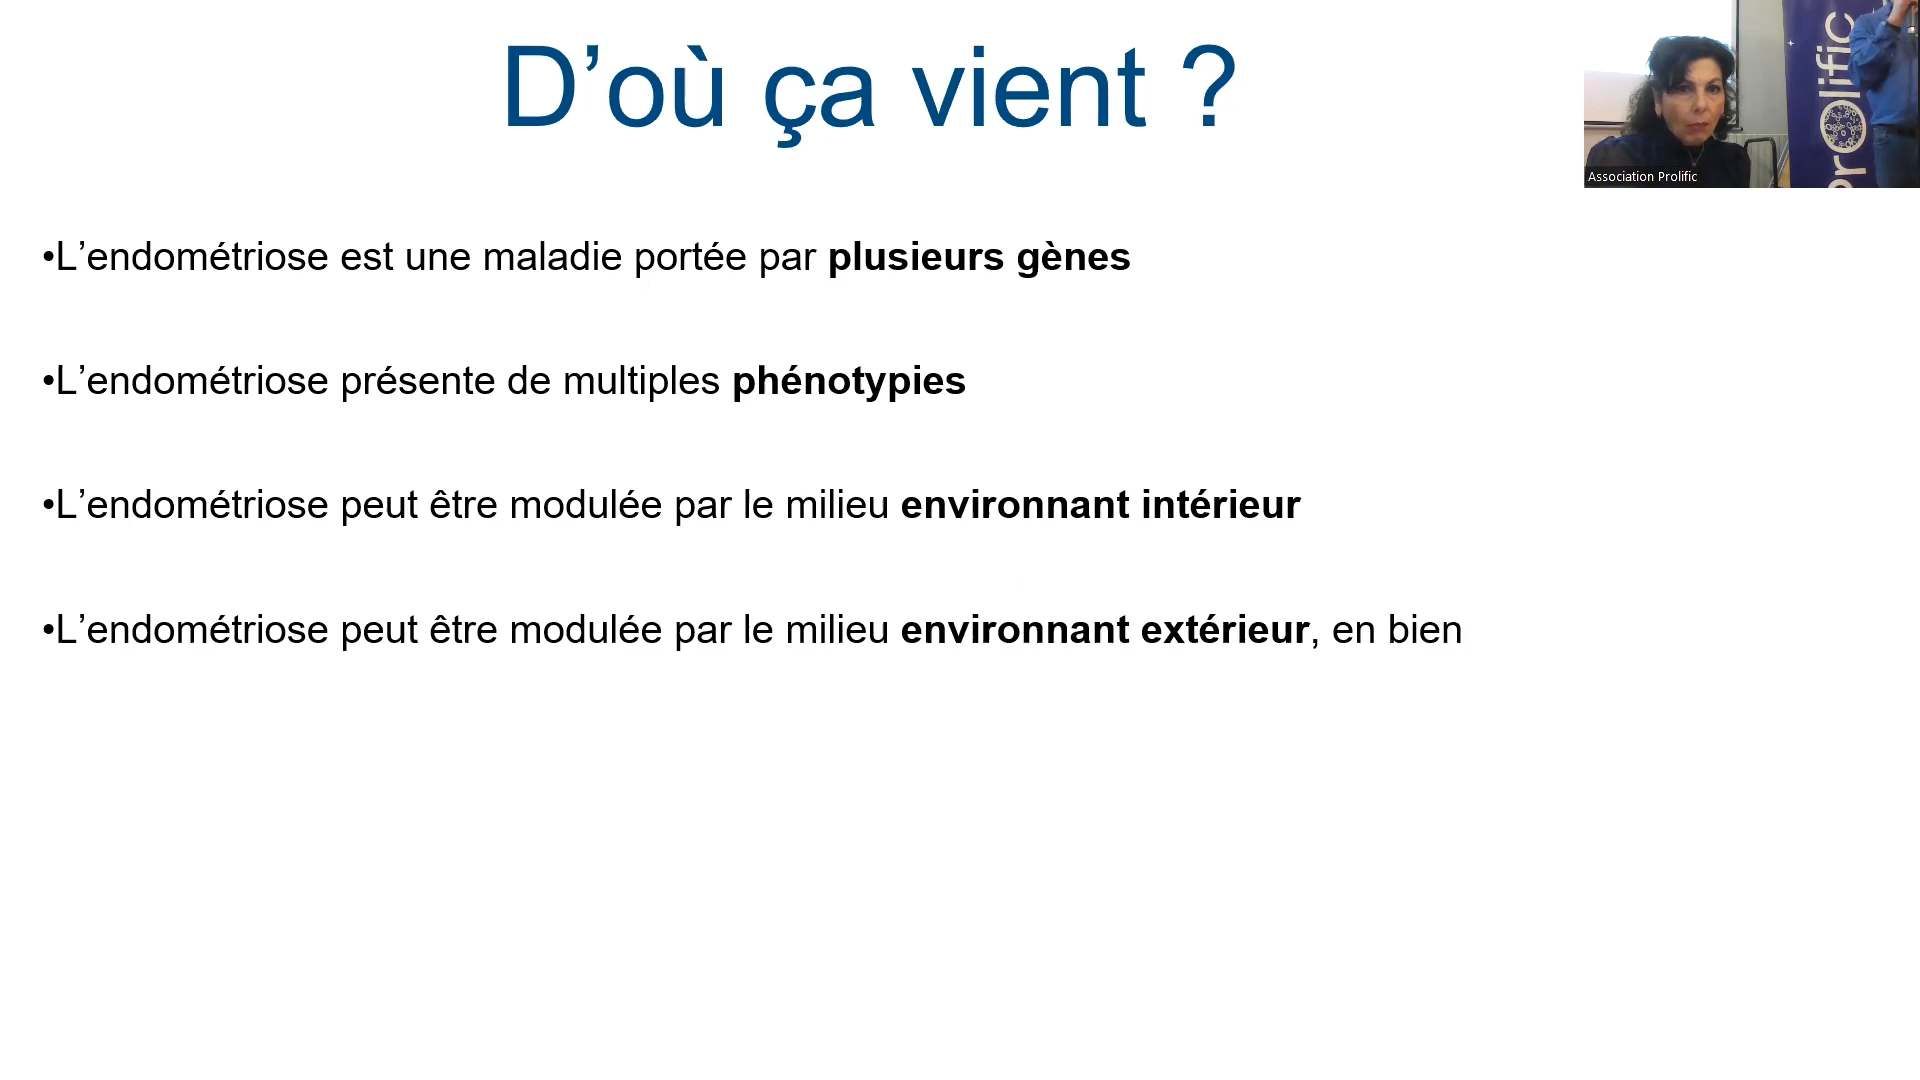 D’où ça vient ?
prOlific
Association Prolific
•L’endométriose est une maladie portée par plusieurs gènes
•L’endométriose présente de multiples phénotypies
•L’endométriose peut être modulée par le milieu environnant intérieur
•L’endométriose peut être modulée par le milieu environnant extérieur, en bien